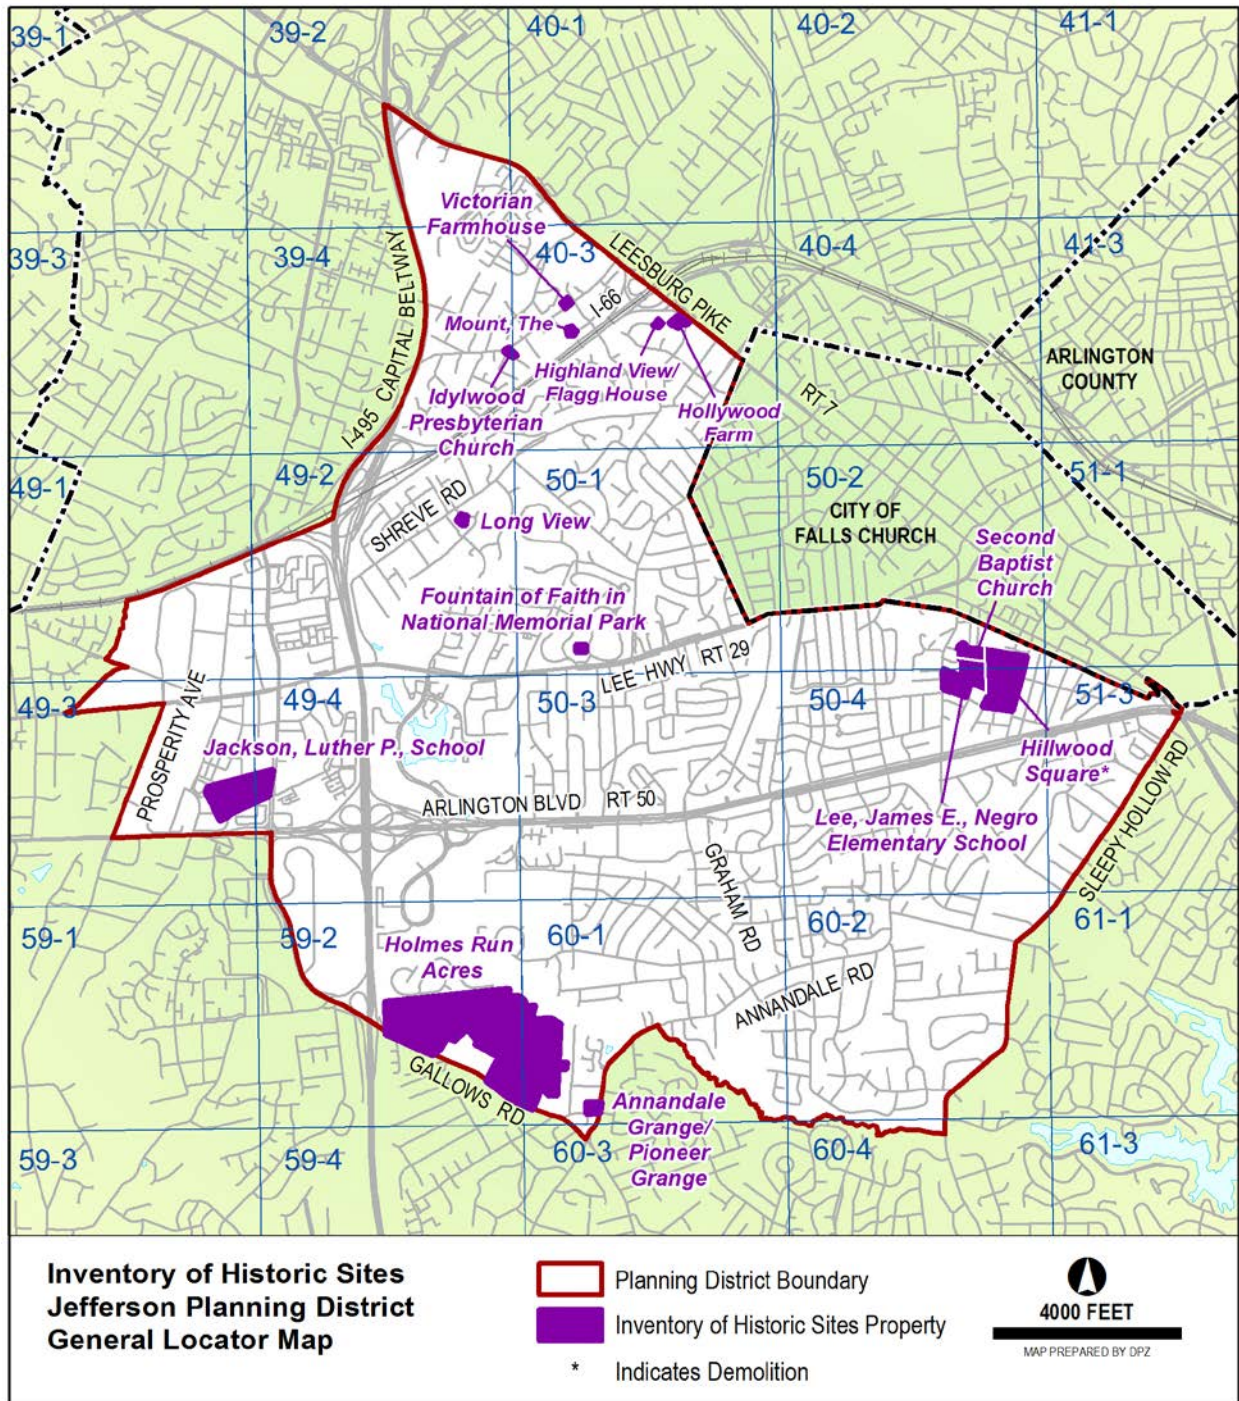 39-1
39-2
40-1
40-2
41-1
Victorian
Farmhouse
39-3
39-4
40-3
40-4
41-3
LEESBURG PIKE
I-66
I-495 CAPITAL BELTWAY
Mount, The
Highland View/
Flagg House
Idylwood
Presbyterian
Church
Hollywood
Farm
RT 7
ARLINGTON
COUNTY
49-1
49-2
50-1
50-2
51-1
SHREVE RD
Long View
CITY OF
FALLS CHURCH
Second
Baptist
Church
Fountain of Faith in
National Memorial Park
LEE HWY RT 29
49-3
49-4
50-3
50-4
51-3
PROSPERITY AVE
Jackson, Luther P., School
Hillwood
Square*
ARLINGTON BLVD RT 50
Lee, James E., Negro
Elementary School
SLEEPY HOLLOW RD
GRAHAM RD
59-1
59-2
60-1
60-2
61-1
Holmes Run
Acres
ANNANDALE RD
GALLOWS RD
Annandale
Grange/
Pioneer
Grange
59-3
59-4
60-3
60-4
61-3
Inventory of Historic Sites
Jefferson Planning District
General Locator Map
Planning District Boundary
Inventory of Historic Sites Property
* Indicates Demolition
4000 FEET
MAP PREPARED BY DPZ